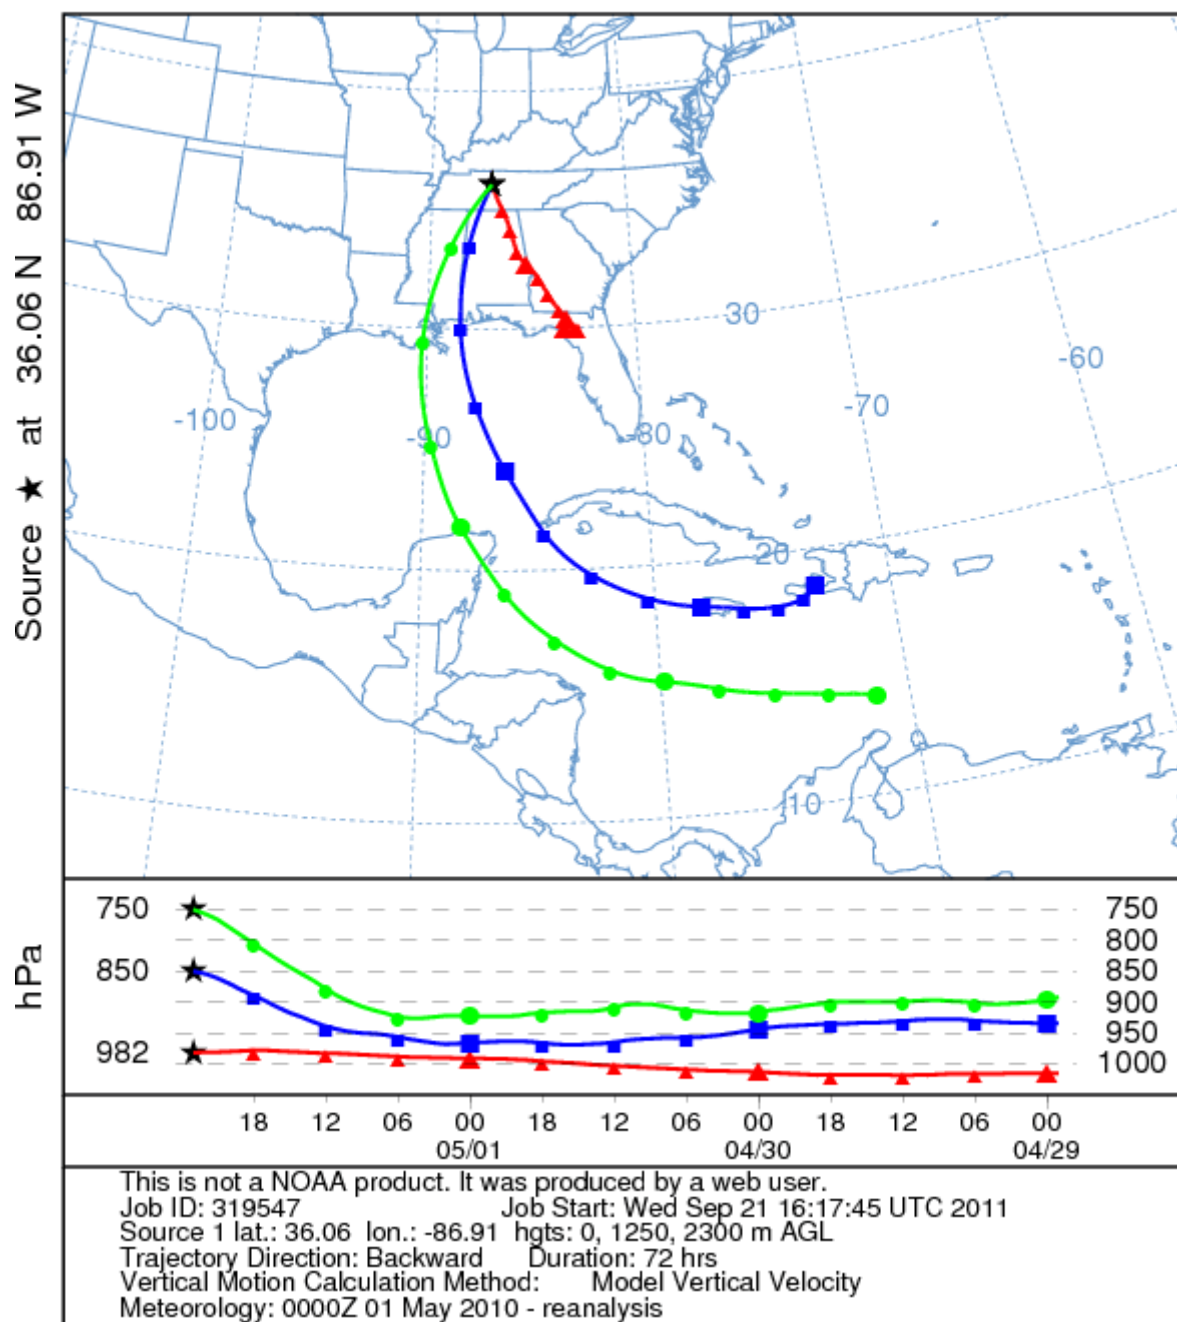 Source ★ at 36.06 N 86.91 W
40
30
-60
-100
-90
-80
-70
20
10
hPa
750 750
800
850 850
900
950
982 1000
18 12 06 00 18 12 06 00 18 12 06 00
05/01 04/30 04/29
This is not a NOAA product. It was produced by a web user.
Job ID: 319547 Job Start: Wed Sep 21 16:17:45 UTC 2011
Source 1 lat.: 36.06 lon.: -86.91 hgts: 0, 1250, 2300 m AGL
Trajectory Direction: Backward Duration: 72 hrs
Vertical Motion Calculation Method: Model Vertical Velocity
Meteorology: 0000Z 01 May 2010 - reanalysis